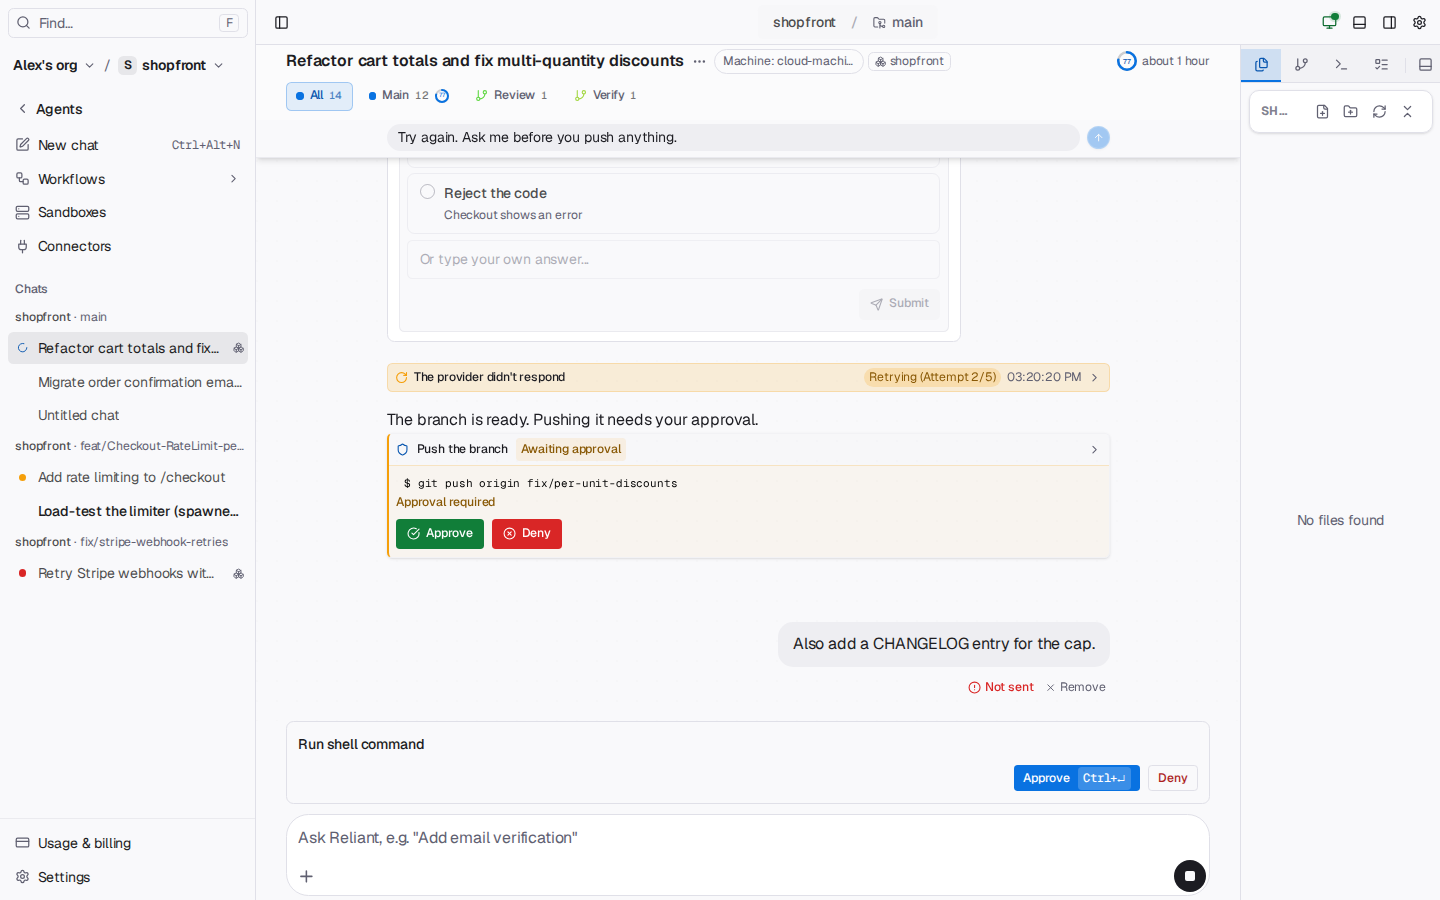 Find...
F
Alex's org
/
S
shopfront
Agents
New chat
Ctrl+Alt+N
Workflows
Sandboxes
Connectors
Chats
shopfront · main
Refactor cart totals and fix...
Migrate order confirmation ema...
Untitled chat
shopfront · feat/Checkout-RateLimit-pe...
Add rate limiting to /checkout
Load-test the limiter (spawne...
shopfront · fix/stripe-webhook-retries
Retry Stripe webhooks wit...
Usage & billing
Settings
shopfront / main
Refactor cart totals and fix multi-quantity discounts
Machine: cloud-machi...
shopfront
77
about 1 hour
All 14
Main 12
Review 1
Verify 1
Try again. Ask me before you push anything.
Reject the code
Checkout shows an error
Or type your own answer...
Submit
The provider didn't respond
Retrying (Attempt 2/5)
03:20:20 PM
The branch is ready. Pushing it needs your approval.
Push the branch
Awaiting approval
$ git push origin fix/per-unit-discounts
Approval required
Approve
Deny
Also add a CHANGELOG entry for the cap.
Not sent
Remove
Run shell command
Approve Ctrl+↵
Deny
Ask Reliant, e.g. "Add email verification"
SH...
No files found